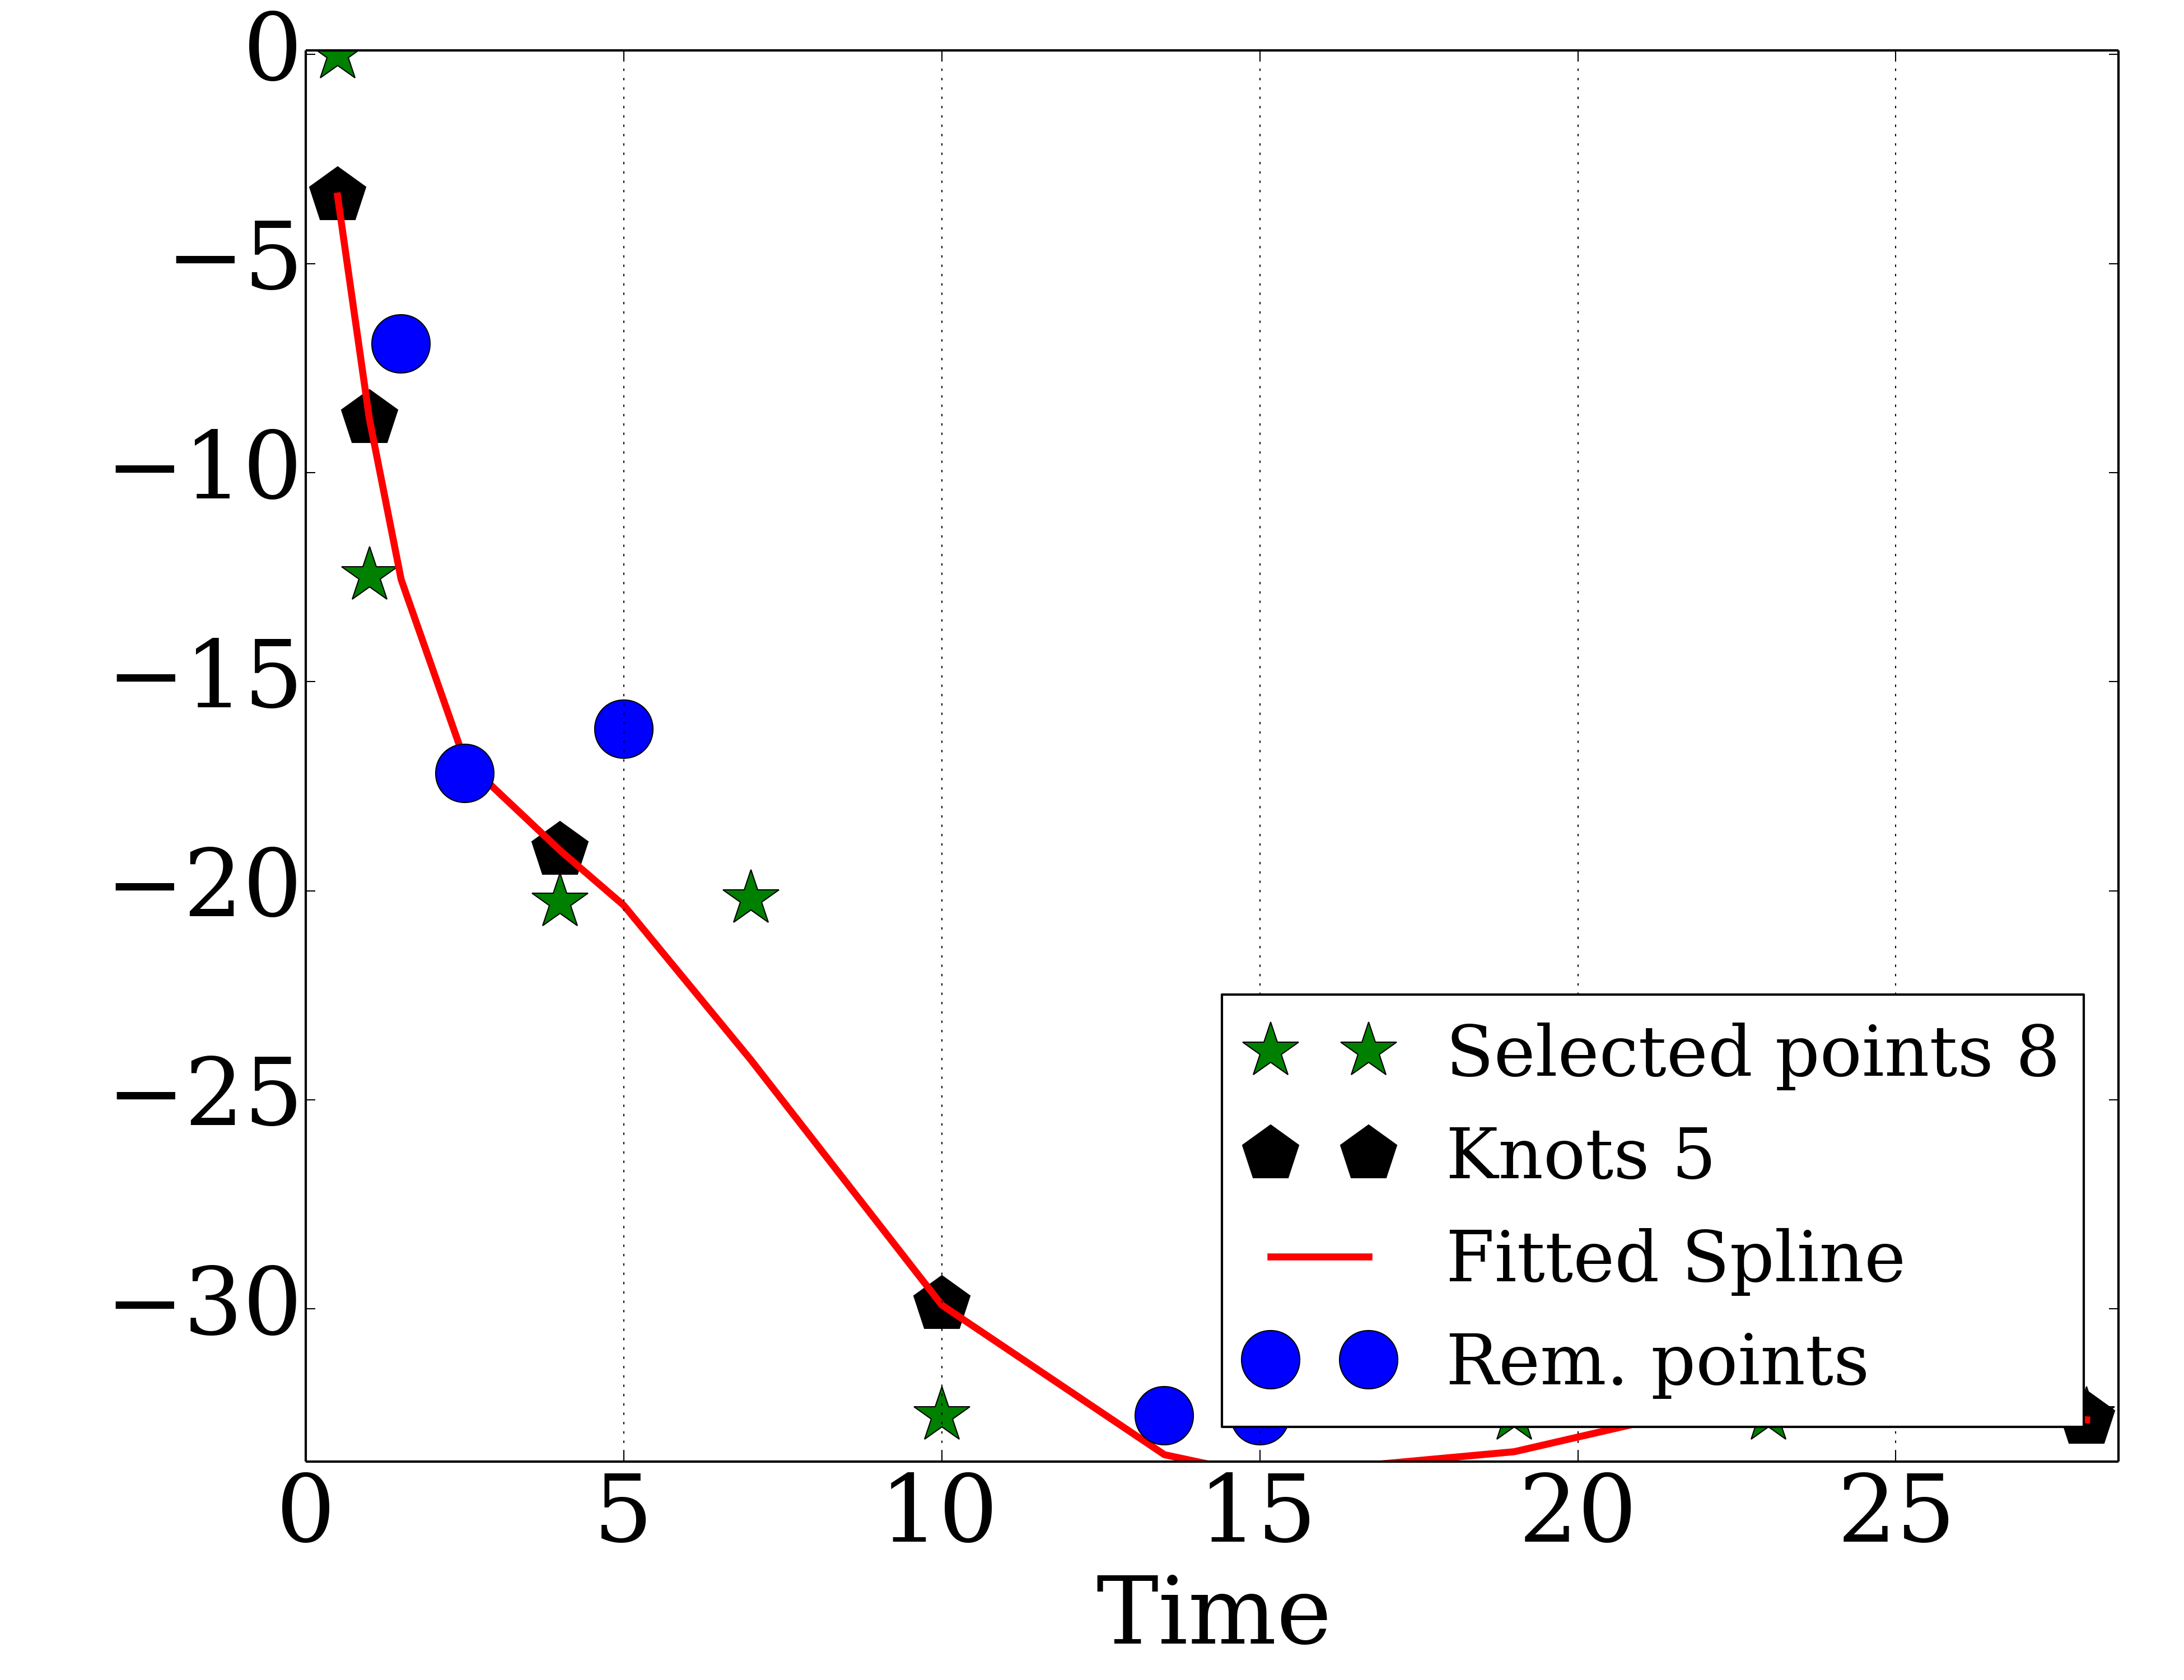 0
−5
−10
−15
−20
−25
−30
0 5 10 15 20 25
Time
Selected points 8
Knots 5
Fitted Spline
Rem. points